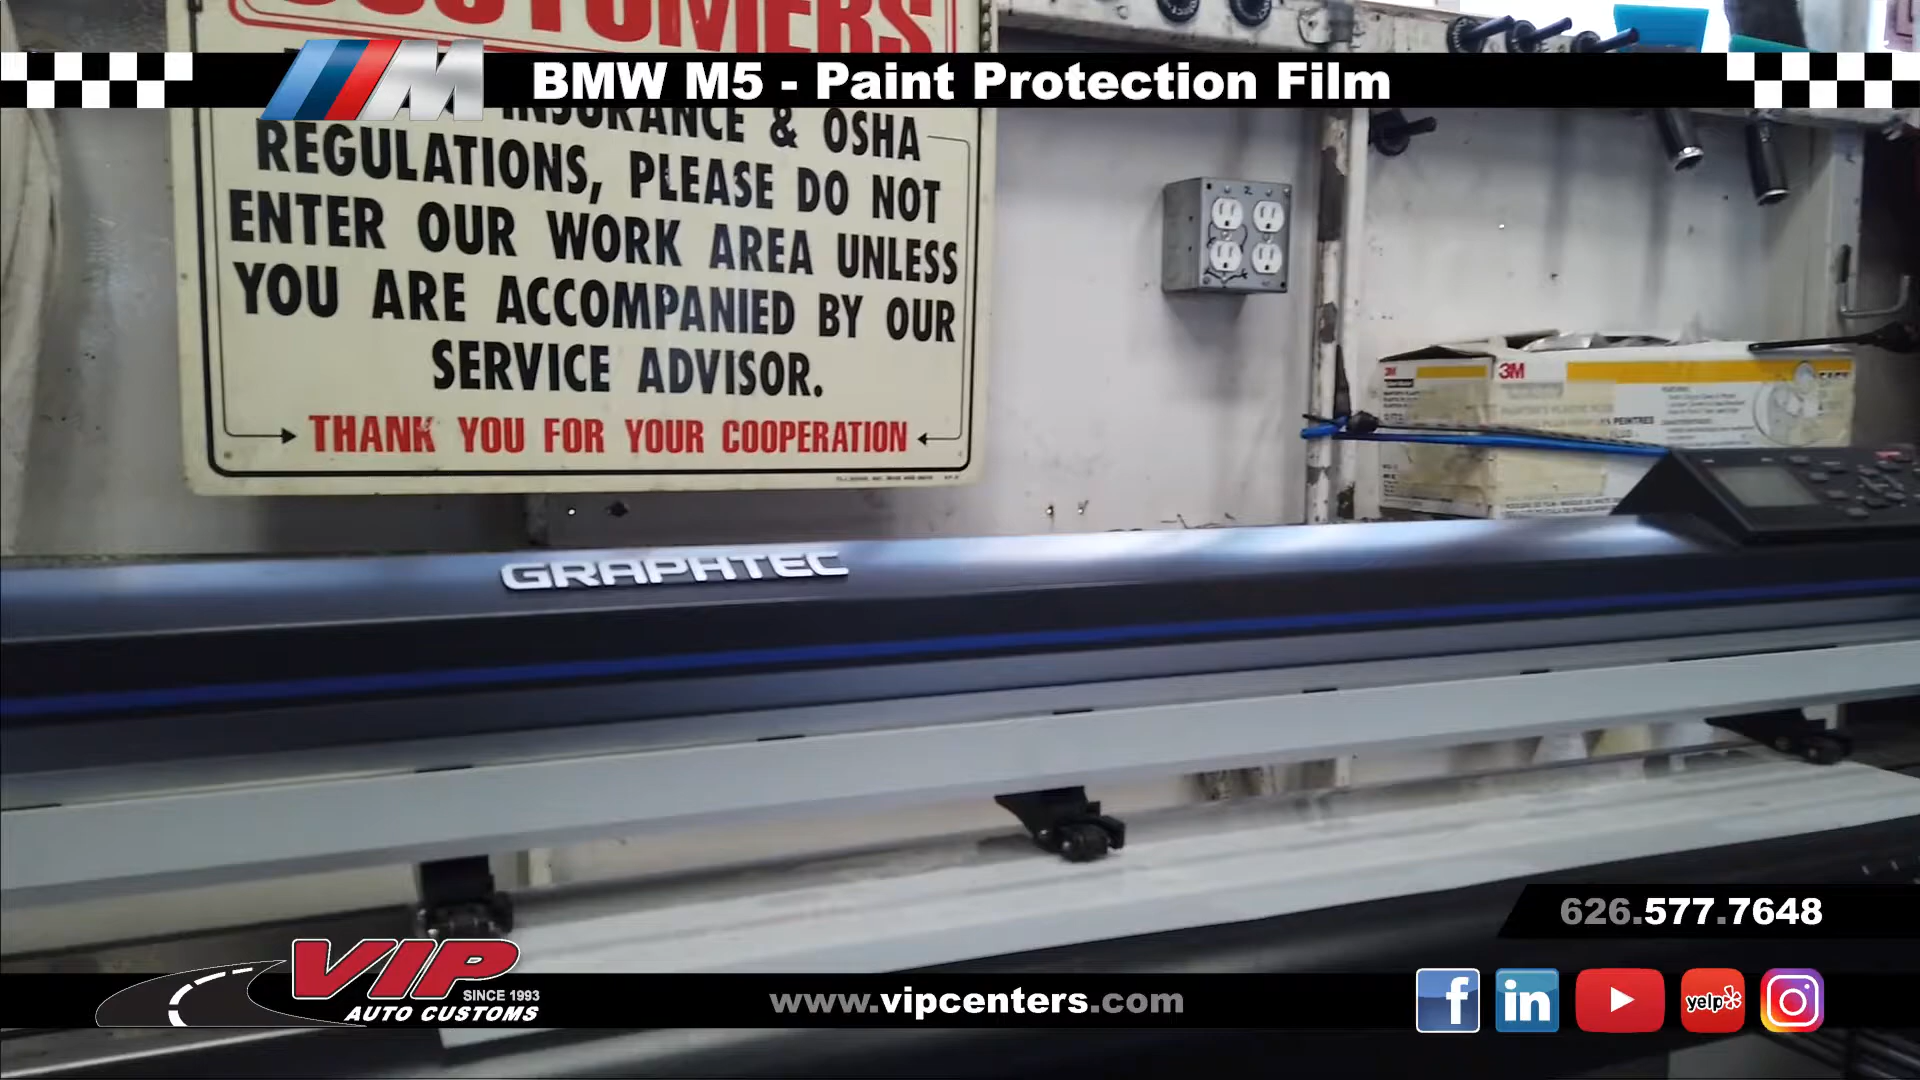 CUSTOMERS
BMW M5 - Paint Protection Film
INSURANCE & OSHA
REGULATIONS, PLEASE DO NOT
ENTER OUR WORK AREA UNLESS
YOU ARE ACCOMPANIED BY OUR
SERVICE ADVISOR.
THANK YOU FOR YOUR COOPERATION
3M
3M
GRAPHTEC
626.577.7648
VIP
SINCE 1993
AUTO CUSTOMS
www.vipcenters.com
f
in
yelp